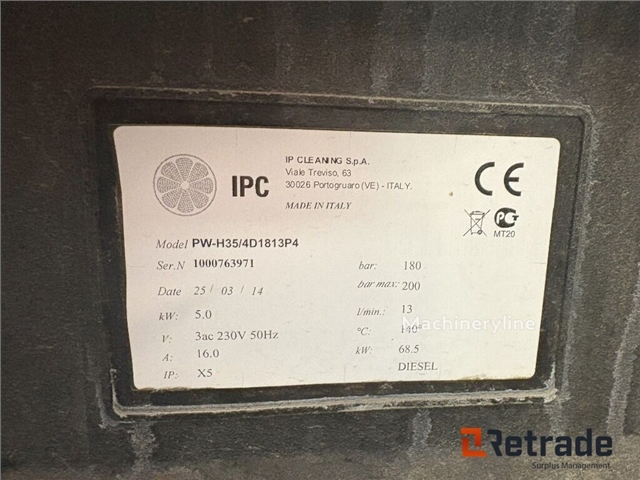 IPC
IP CLEANING S.p.A.
Viale Treviso, 63
30026 Portogruaro (VE) - ITALY.
MADE IN ITALY
CE
PG
MT20
Model PW-H35/4D1813P4
Ser.N 1000763971
Date 25/ 03 / 14
kW: 5.0
V: 3ac 230V 50Hz
A: 16.0
IP: X5
bar: 180
bar max: 200
l/min.: 13
°C: 140°
kW: 68.5
DIESEL
Machineryline
Retrade
Surplus Management